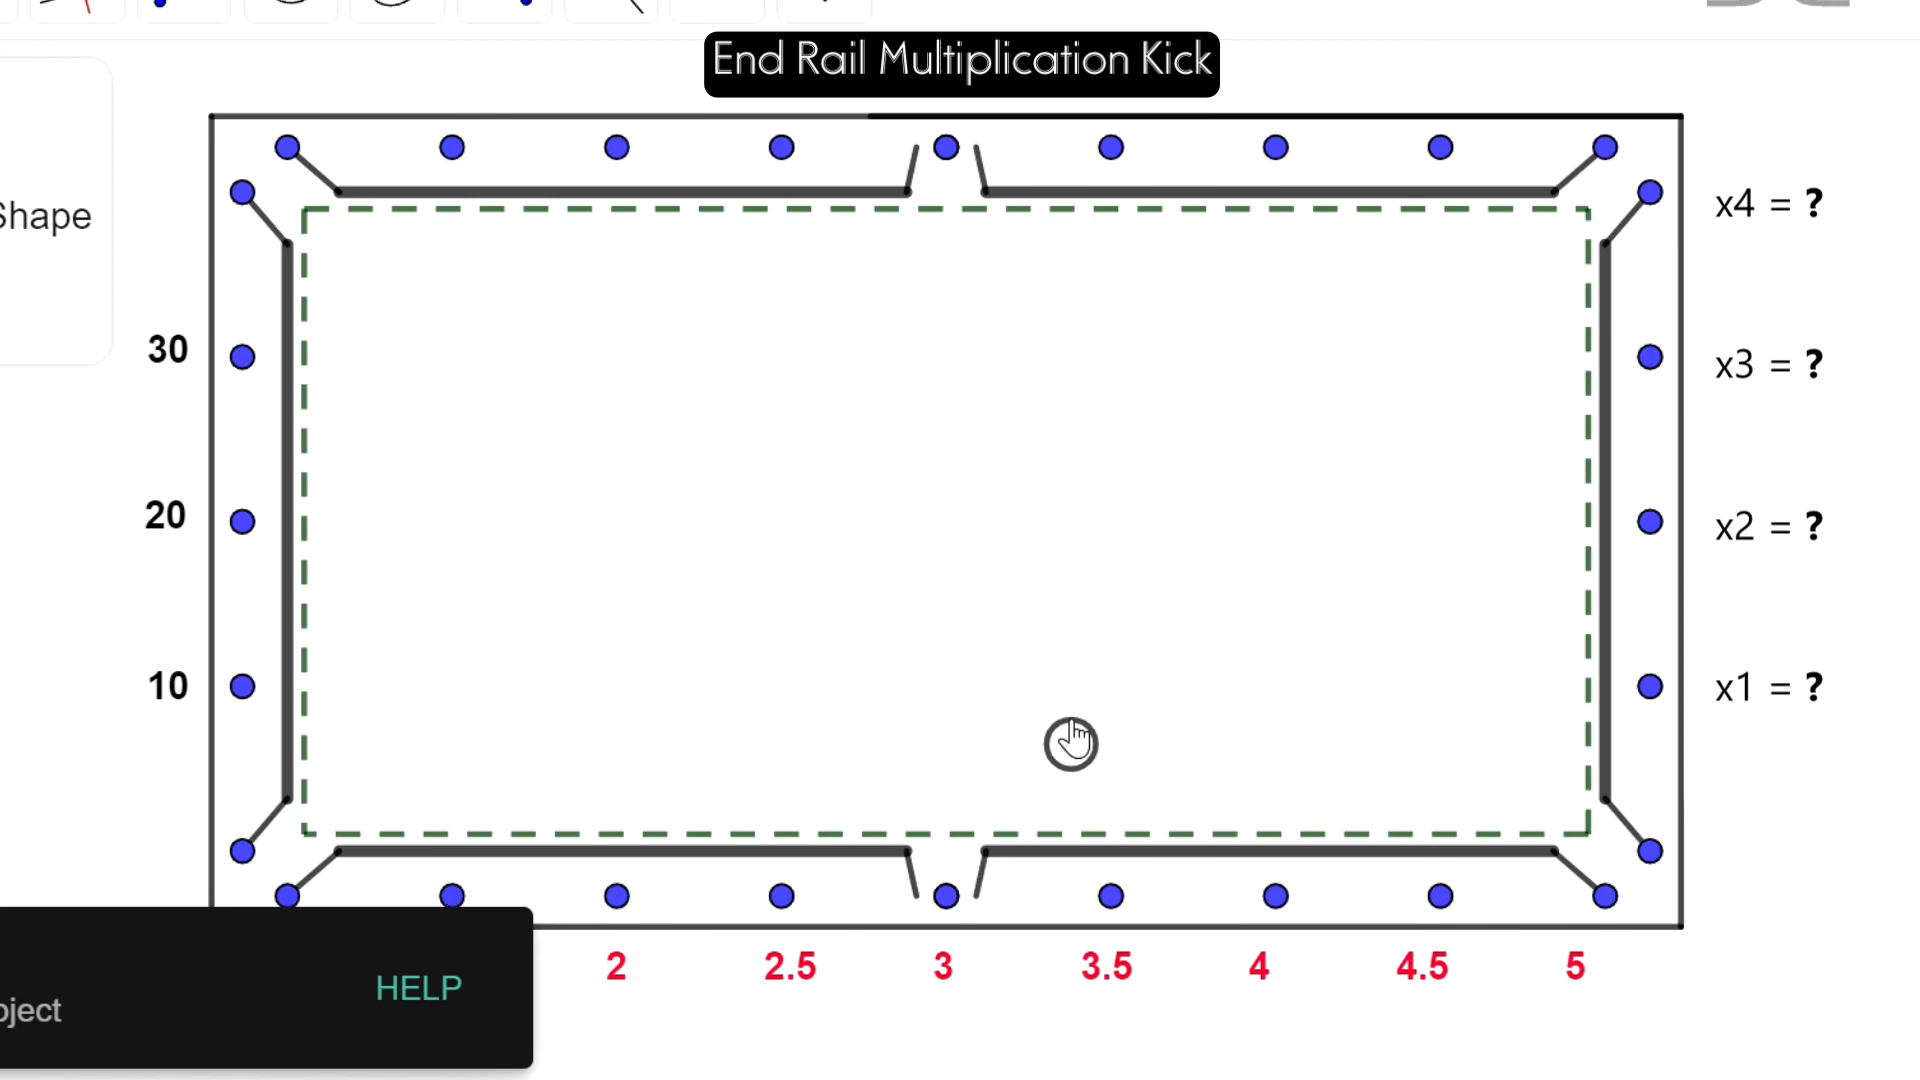 End Rail Multiplication Kick
Shape
x4 = ?
30
x3 = ?
20
x2 = ?
10
x1 = ?
2 2.5 3 3.5 4 4.5 5
HELP